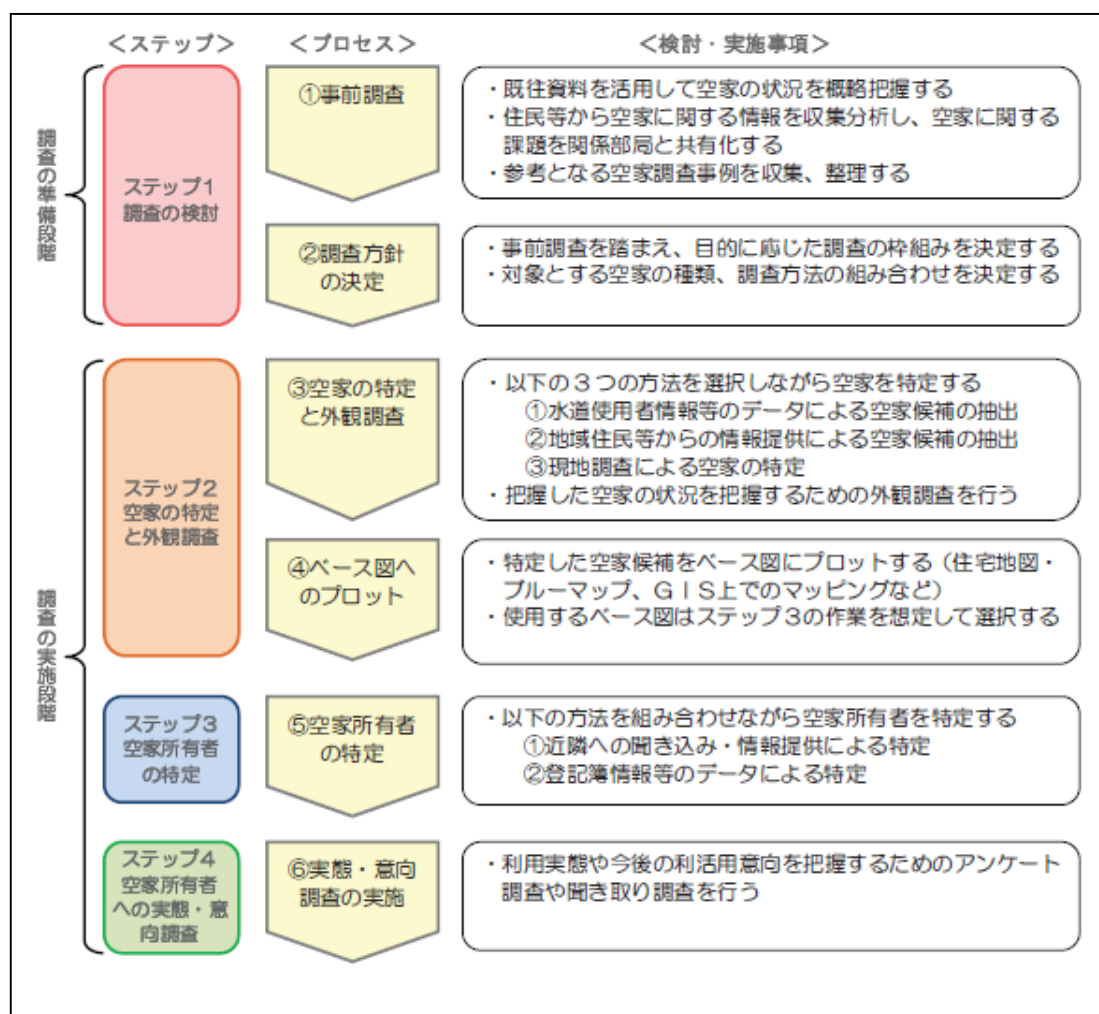 ＜ステップ＞
＜プロセス＞
＜検討・実施事項＞
調査の準備段階
ステップ１
調査の検討
①事前調査
・既往資料を活用して空家の状況を概略把握する
・住民等から空家に関する情報を収集分析し、空家に関する
課題を関係部局と共有化する
・参考となる空家調査事例を収集、整理する
②調査方針
の決定
・事前調査を踏まえ、目的に応じた調査の枠組みを決定する
・対象とする空家の種類、調査方法の組み合わせを決定する
調査の実施段階
ステップ２
空家の特定
と外観調査
③空家の特定
と外観調査
・以下の３つの方法を選択しながら空家を特定する
①水道使用者情報等のデータによる空家候補の抽出
②地域住民等からの情報提供による空家候補の抽出
③現地調査による空家の特定
・把握した空家の状況を把握するための外観調査を行う
④ベース図へ
のプロット
・特定した空家候補をベース図にプロットする（住宅地図・
ブルーマップ、ＧＩＳ上でのマッピングなど）
・使用するベース図はステップ３の作業を想定して選択する
ステップ３
空家所有者
の特定
⑤空家所有者
の特定
・以下の方法を組み合わせながら空家所有者を特定する
①近隣への聞き込み・情報提供による特定
②登記簿情報等のデータによる特定
ステップ４
空家所有者
への実態・意
向調査
⑥実態・意向
調査の実施
・利用実態や今後の利活用意向を把握するためのアンケート
調査や聞き取り調査を行う